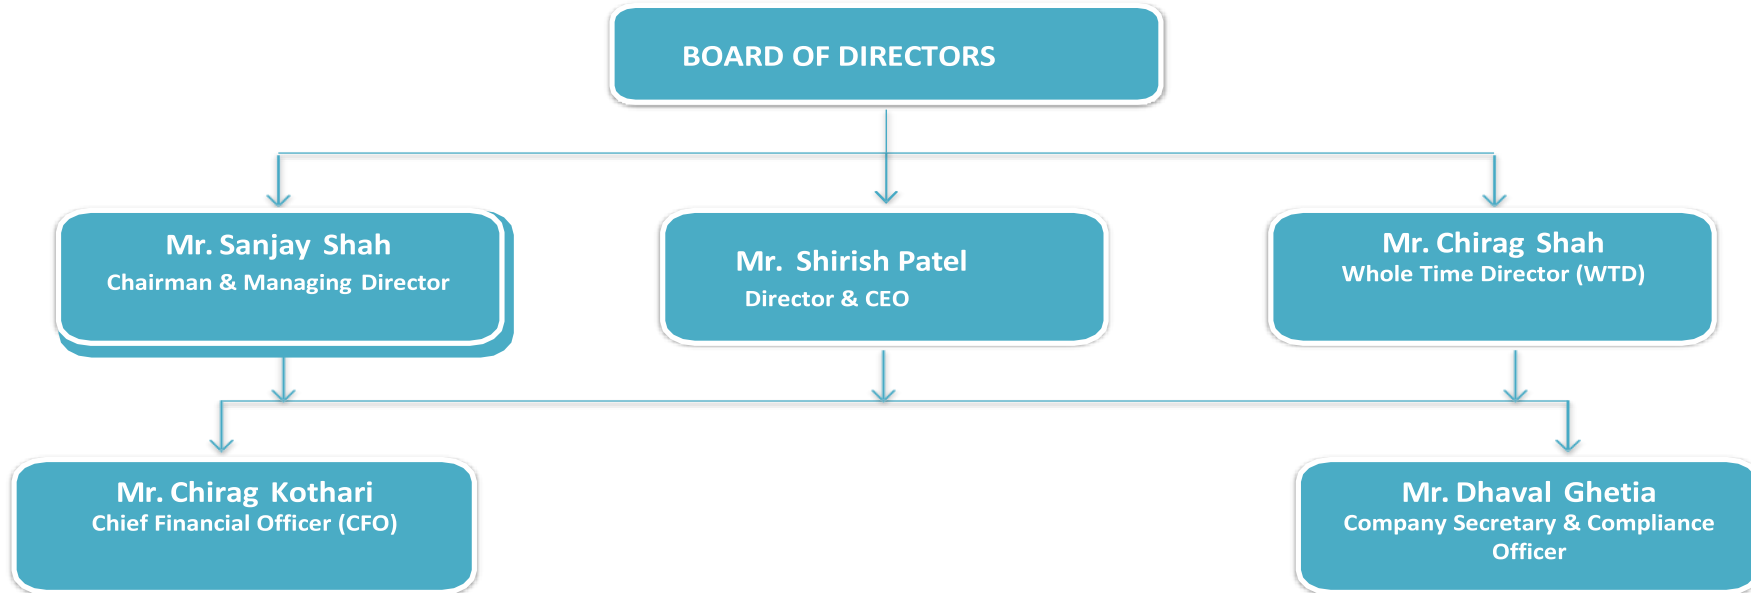 BOARD OF DIRECTORS
Mr. Sanjay Shah
Chairman & Managing Director
Mr. Shirish Patel
Director & CEO
Mr. Chirag Shah
Whole Time Director (WTD)
Mr. Chirag Kothari
Chief Financial Officer (CFO)
Mr. Dhaval Ghetia
Company Secretary & Compliance
Officer